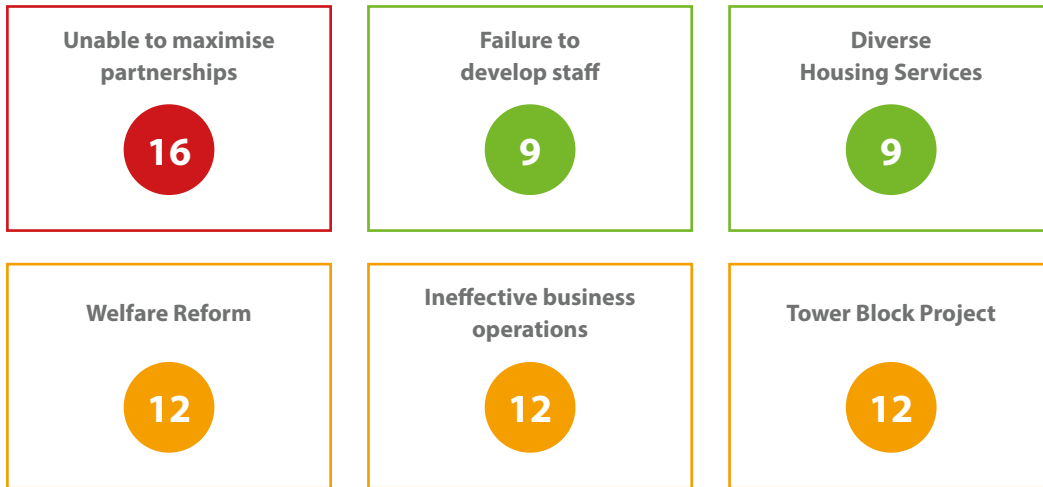 Unable to maximise
partnerships
16
Failure to
develop staff
9
Diverse
Housing Services
9
Welfare Reform
12
Ineffective business
operations
12
Tower Block Project
12